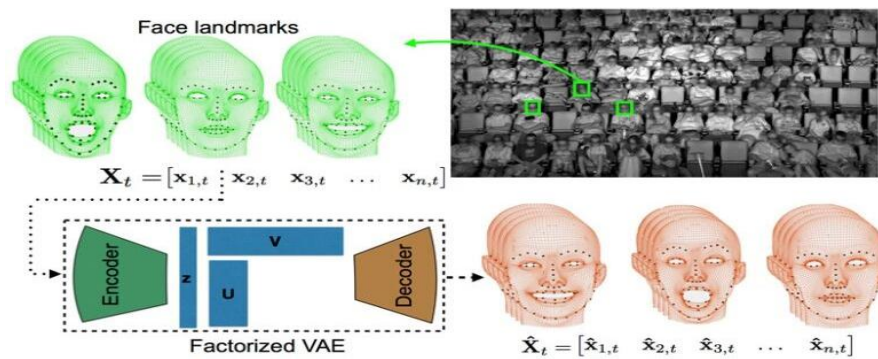 Face landmarks
X_t = [x_{1,t} x_{2,t} x_{3,t} ... x_{n,t}]
Encoder
z
V
U
Decoder
Factorized VAE
X̂_t = [x̂_{1,t} x̂_{2,t} x̂_{3,t} ... x̂_{n,t}]